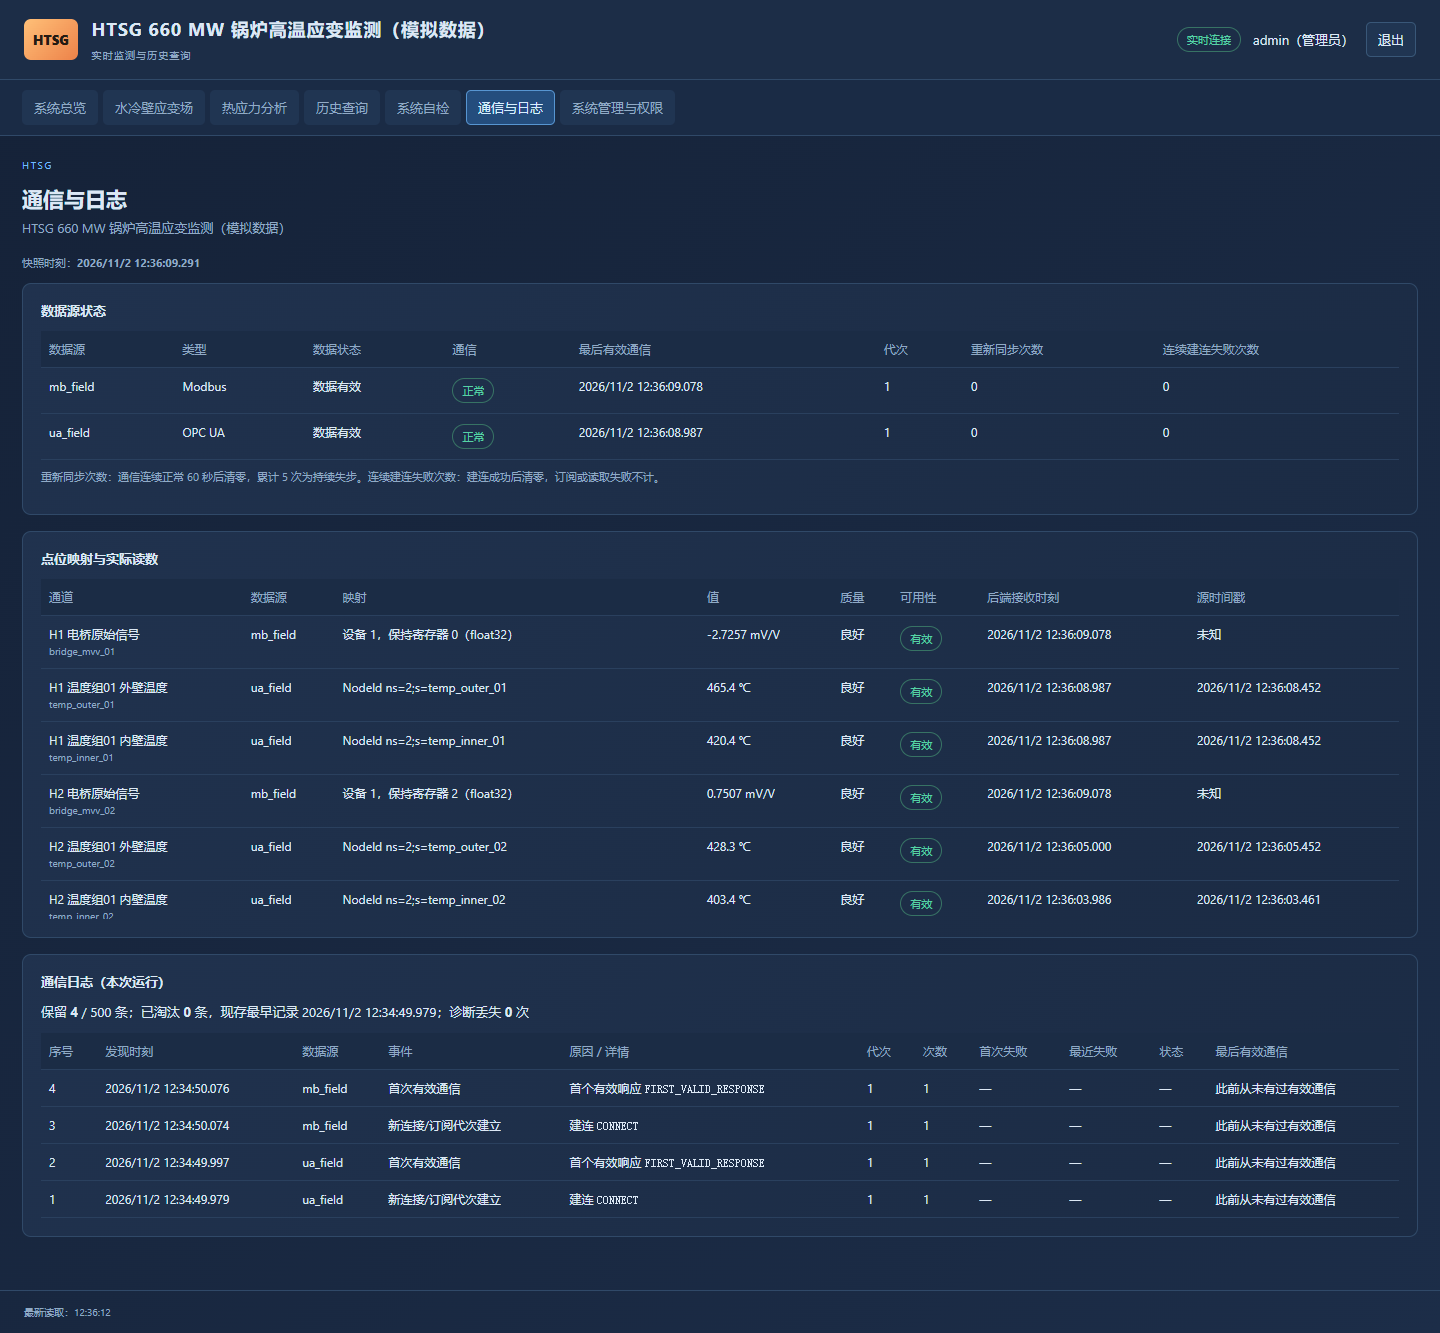 HTSG
HTSG 660 MW 锅炉高温应变监测（模拟数据）
实时监测与历史查询
实时连接
admin（管理员）
退出
系统总览 水冷壁应变场 热应力分析 历史查询 系统自检 通信与日志 系统管理与权限
HTSG
通信与日志
HTSG 660 MW 锅炉高温应变监测（模拟数据）
快照时刻：2026/11/2 12:36:09.291
数据源状态
数据源 类型 数据状态 通信 最后有效通信 代次 重新同步次数 连续建连失败次数
mb_field Modbus 数据有效 正常 2026/11/2 12:36:09.078 1 0 0
ua_field OPC UA 数据有效 正常 2026/11/2 12:36:08.987 1 0 0
重新同步次数：通信连续正常 60 秒后清零，累计 5 次为持续失步。连续建连失败次数：建连成功后清零，订阅或读取失败不计。
点位映射与实际读数
通道 数据源 映射 值 质量 可用性 后端接收时刻 源时间戳
H1 电桥原始信号 mb_field 设备 1，保持寄存器 0（float32） -2.7257 mV/V 良好 有效 2026/11/2 12:36:09.078 未知
bridge_mvv_01
H1 温度组01 外壁温度 ua_field NodeId ns=2;s=temp_outer_01 465.4 ℃ 良好 有效 2026/11/2 12:36:08.987 2026/11/2 12:36:08.452
temp_outer_01
H1 温度组01 内壁温度 ua_field NodeId ns=2;s=temp_inner_01 420.4 ℃ 良好 有效 2026/11/2 12:36:08.987 2026/11/2 12:36:08.452
temp_inner_01
H2 电桥原始信号 mb_field 设备 1，保持寄存器 2（float32） 0.7507 mV/V 良好 有效 2026/11/2 12:36:09.078 未知
bridge_mvv_02
H2 温度组01 外壁温度 ua_field NodeId ns=2;s=temp_outer_02 428.3 ℃ 良好 有效 2026/11/2 12:36:05.000 2026/11/2 12:36:05.452
temp_outer_02
H2 温度组01 内壁温度 ua_field NodeId ns=2;s=temp_inner_02 403.4 ℃ 良好 有效 2026/11/2 12:36:03.986 2026/11/2 12:36:03.461
temp_inner_02
通信日志（本次运行）
保留 4 / 500 条；已淘汰 0 条，现存最早记录 2026/11/2 12:34:49.979；诊断丢失 0 次
序号 发现时刻 数据源 事件 原因 / 详情 代次 次数 首次失败 最近失败 状态 最后有效通信
4 2026/11/2 12:34:50.076 mb_field 首次有效通信 首个有效响应 FIRST_VALID_RESPONSE 1 1 — — — 此前从未有过有效通信
3 2026/11/2 12:34:50.074 mb_field 新连接/订阅代次建立 建连 CONNECT 1 1 — — — 此前从未有过有效通信
2 2026/11/2 12:34:49.997 ua_field 首次有效通信 首个有效响应 FIRST_VALID_RESPONSE 1 1 — — — 此前从未有过有效通信
1 2026/11/2 12:34:49.979 ua_field 新连接/订阅代次建立 建连 CONNECT 1 1 — — — 此前从未有过有效通信
最新读取：12:36:12